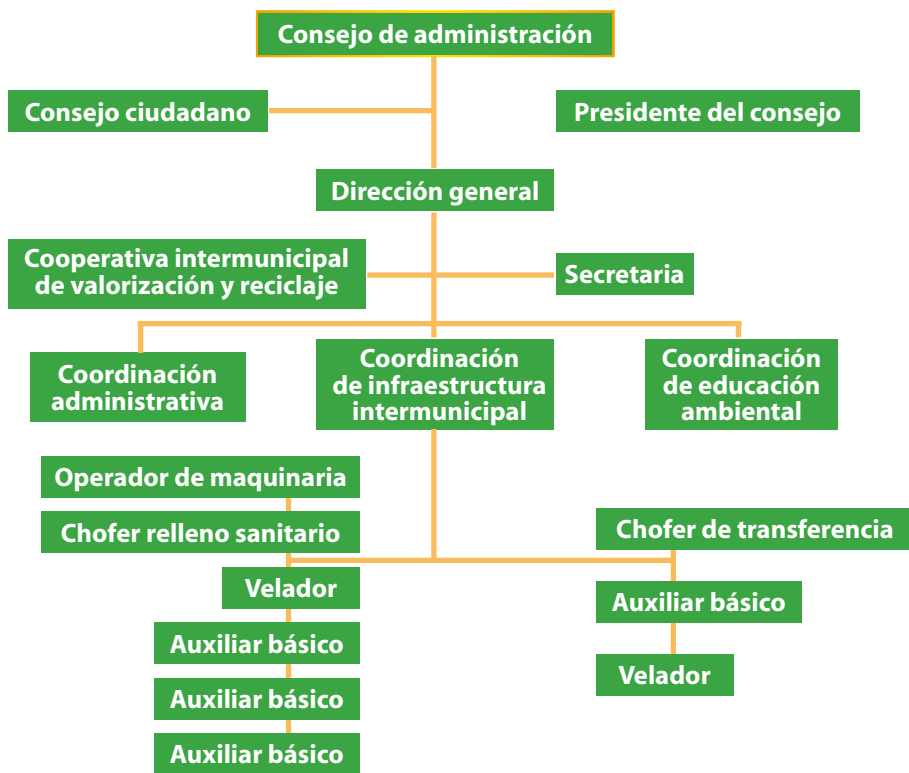 Consejo de administración
Consejo ciudadano
Presidente del consejo
Dirección general
Cooperativa intermunicipal
de valorización y reciclaje
Secretaria
Coordinación
administrativa
Coordinación
de infraestructura
intermunicipal
Coordinación
de educación
ambiental
Operador de maquinaria
Chofer relleno sanitario
Velador
Auxiliar básico
Auxiliar básico
Auxiliar básico
Chofer de transferencia
Auxiliar básico
Velador